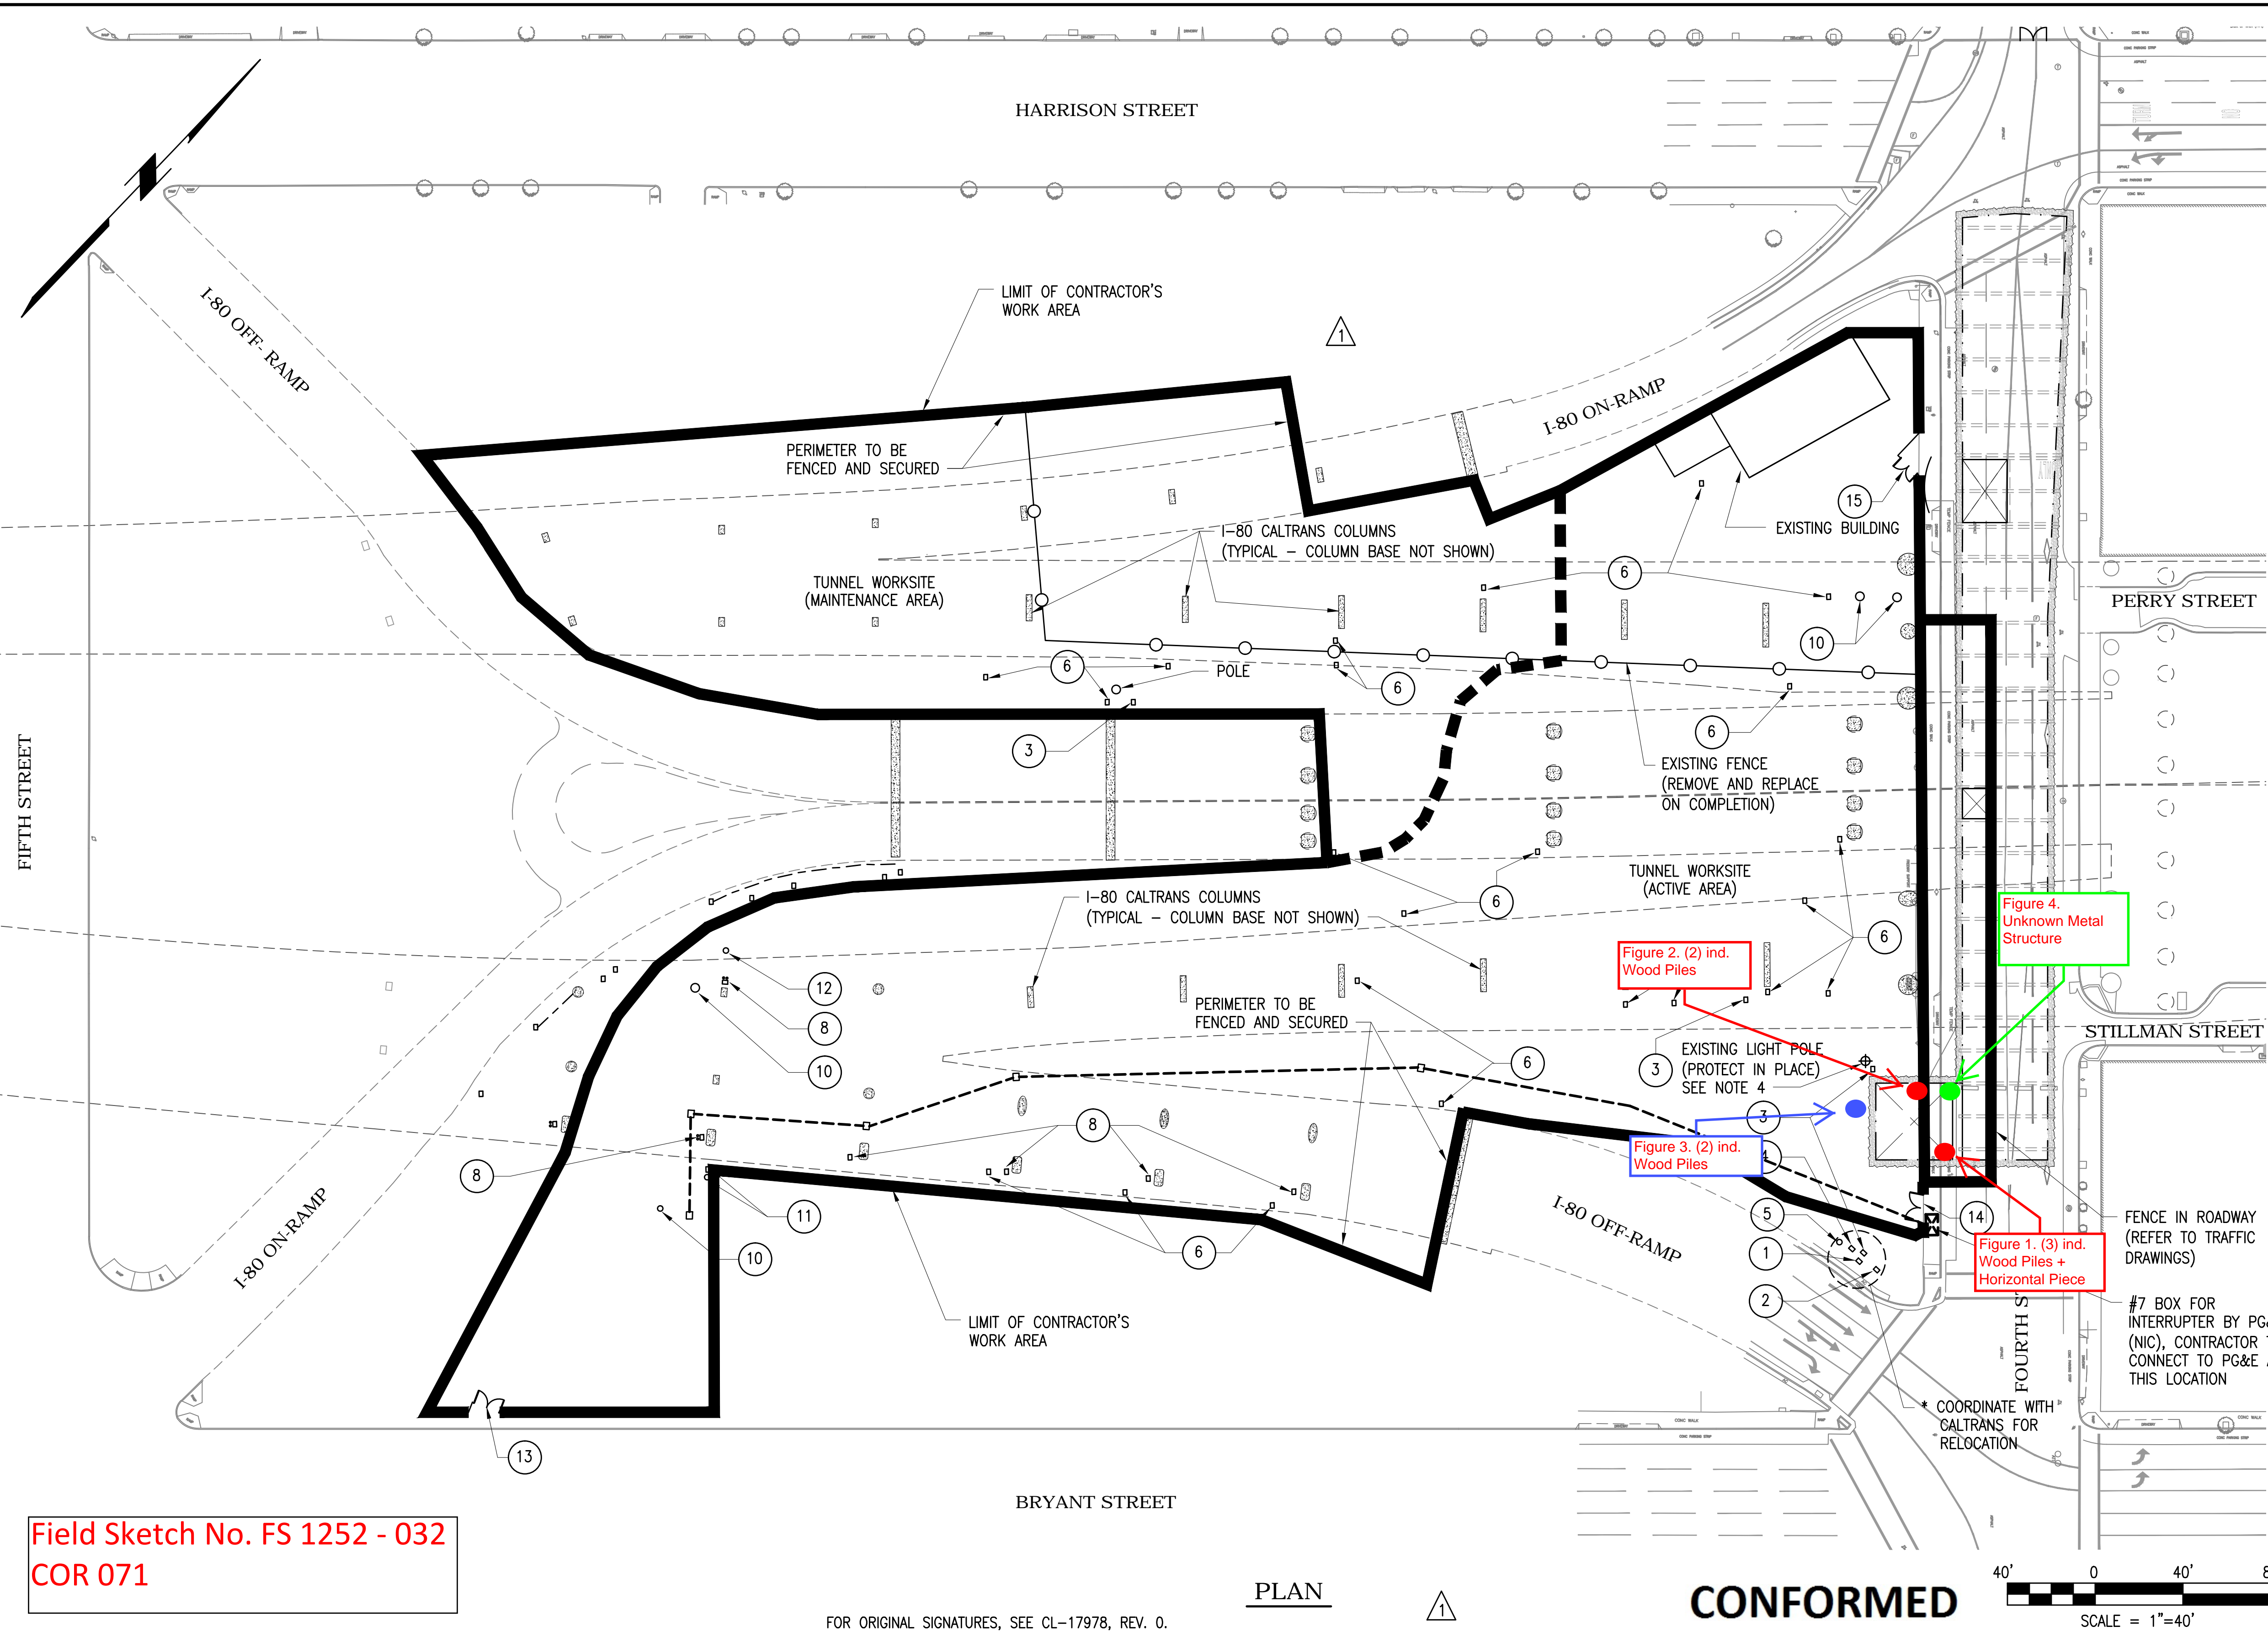 HARRISON STREET
I-80 OFF- RAMP
LIMIT OF CONTRACTOR'S
WORK AREA
1
I-80 ON-RAMP
PERIMETER TO BE
FENCED AND SECURED
15
EXISTING BUILDING
I-80 CALTRANS COLUMNS
(TYPICAL – COLUMN BASE NOT SHOWN)
TUNNEL WORKSITE
(MAINTENANCE AREA)
6
PERRY STREET
10
6
POLE
6
3
6
EXISTING FENCE
(REMOVE AND REPLACE
ON COMPLETION)
FIFTH STREET
TUNNEL WORKSITE
(ACTIVE AREA)
I-80 CALTRANS COLUMNS
(TYPICAL – COLUMN BASE NOT SHOWN)
6
6
Figure 4.
Unknown Metal
Structure
Figure 2. (2) ind.
Wood Piles
12
8
10
PERIMETER TO BE
FENCED AND SECURED
6
3
EXISTING LIGHT POLE
(PROTECT IN PLACE)
SEE NOTE 4
STILLMAN STREET
3
8
8
Figure 3. (2) ind.
Wood Piles
4
11
10
6
I-80 ON-RAMP
I-80 OFF-RAMP
5
1
2
14
FENCE IN ROADWAY
(REFER TO TRAFFIC
DRAWINGS)
Figure 1. (3) ind.
Wood Piles +
Horizontal Piece
#7 BOX FOR
INTERRUPTER BY
(NIC), CONTRACTOR
CONNECT TO PG&E
THIS LOCATION
FOURTH
LIMIT OF CONTRACTOR'S
WORK AREA
* COORDINATE WITH
CALTRANS FOR
RELOCATION
13
BRYANT STREET
Field Sketch No. FS 1252 - 032
COR 071
PLAN
1
FOR ORIGINAL SIGNATURES, SEE CL–17978, REV. 0.
CONFORMED
40' 0 40'
SCALE = 1"=40'